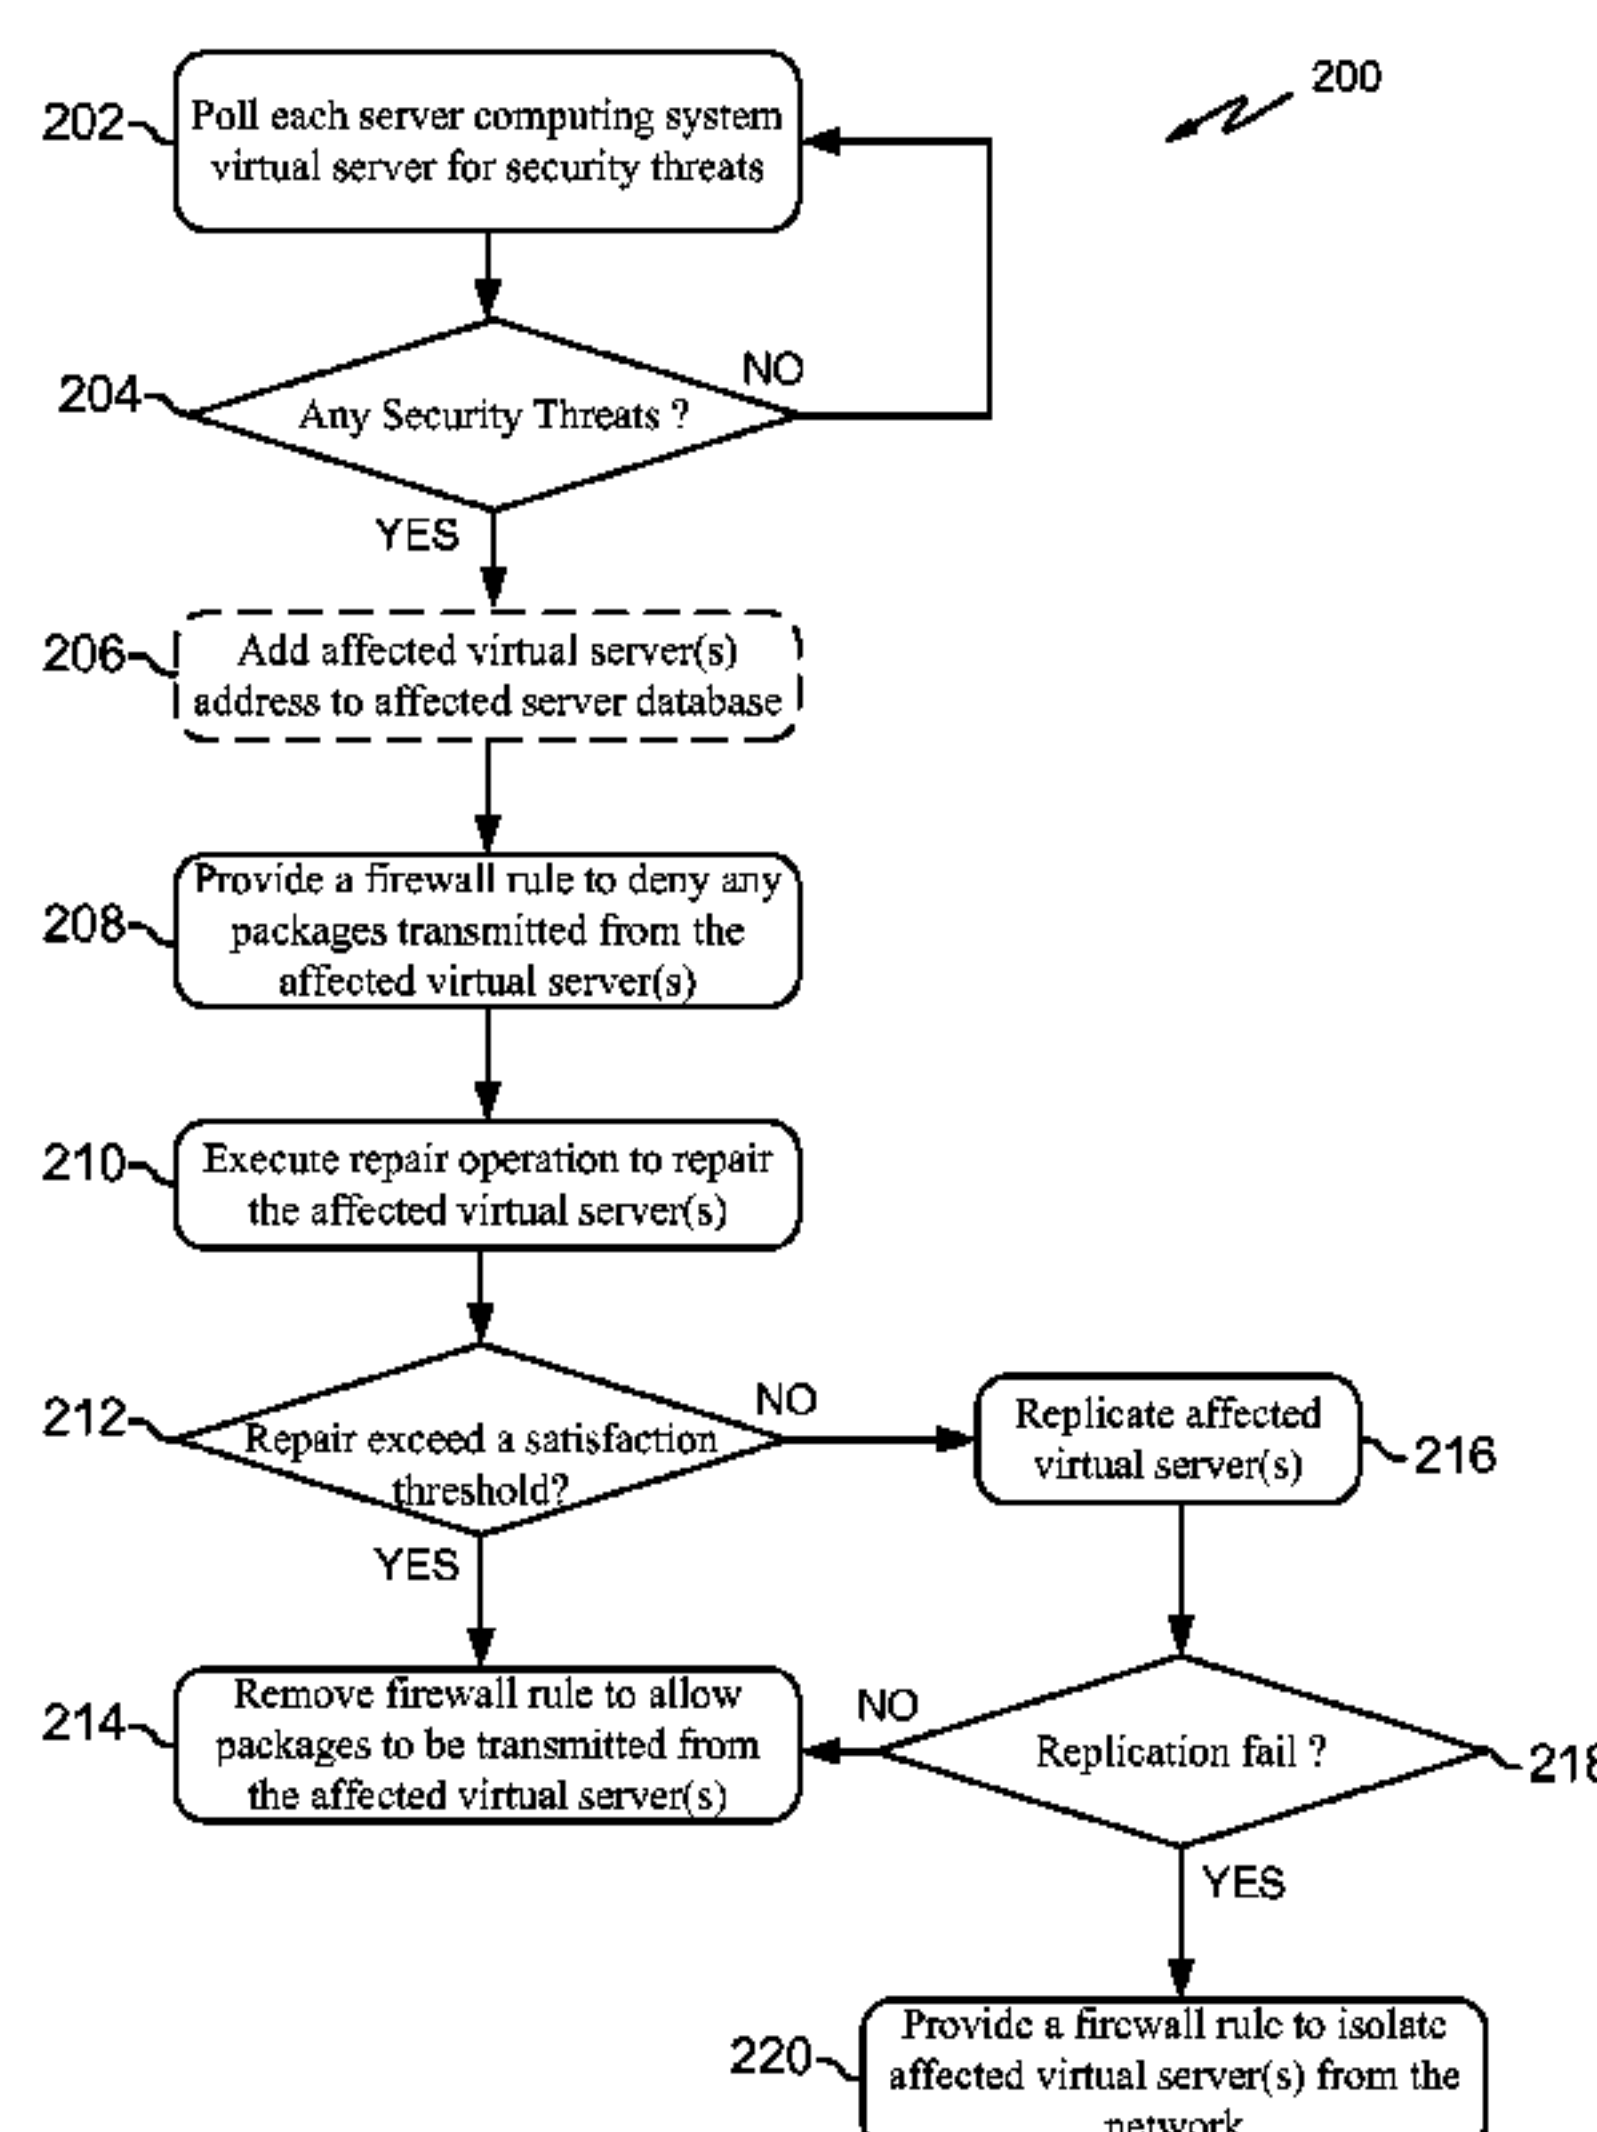 200
202
Poll each server computing system
virtual server for security threats
204
Any Security Threats ?
NO
YES
206
Add affected virtual server(s)
address to affected server database
208
Provide a firewall rule to deny any
packages transmitted from the
affected virtual server(s)
210
Execute repair operation to repair
the affected virtual server(s)
212
Repair exceed a satisfaction
threshold?
NO
YES
Replicate affected
virtual server(s)
216
214
Remove firewall rule to allow
packages to be transmitted from
the affected virtual server(s)
NO
Replication fail ?
218
YES
220
Provide a firewall rule to isolate
affected virtual server(s) from the
network